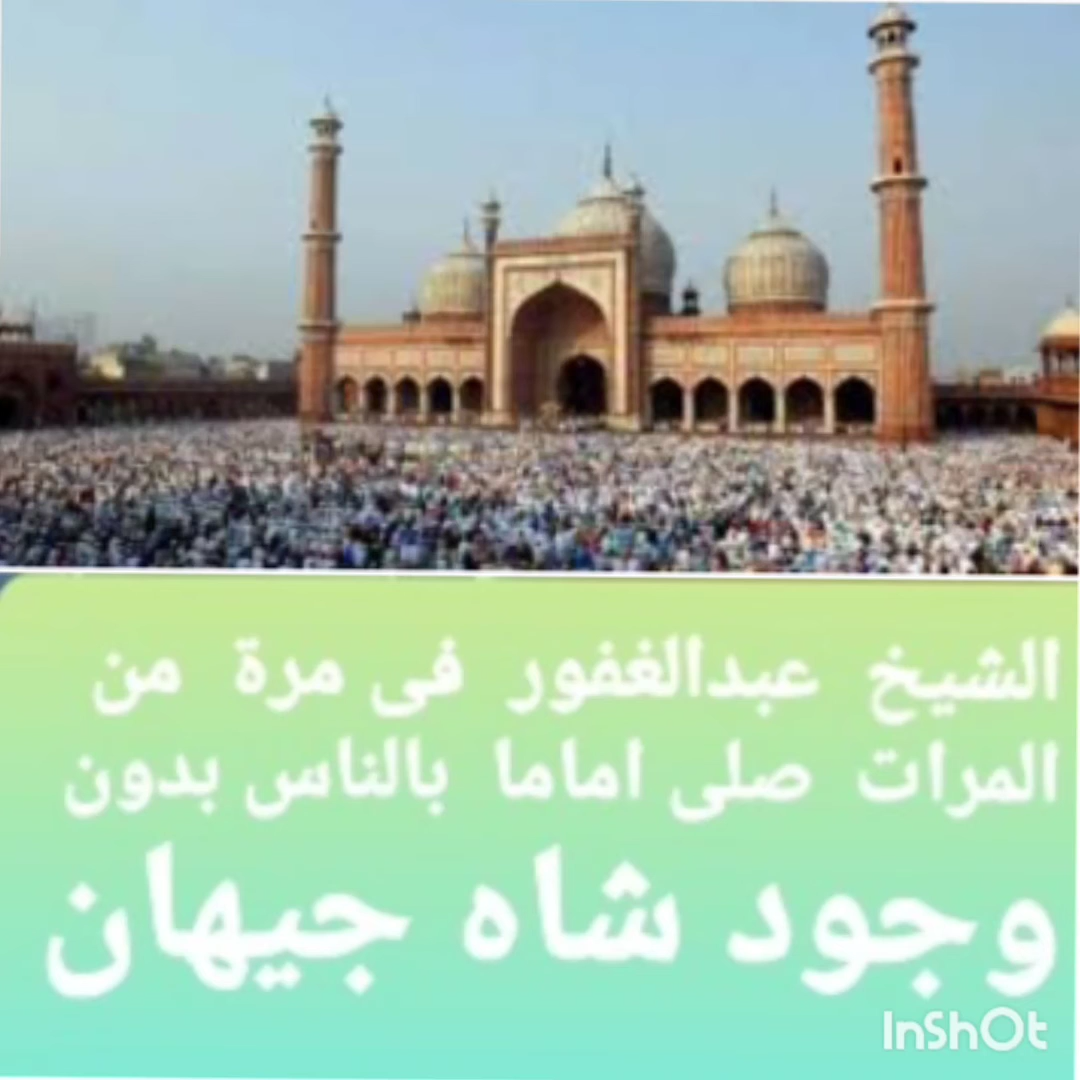 الشيخ عبدالغفور فى مرة من
المرات صلى اماما بالناس بدون
وجود شاه جيهان
InShOt